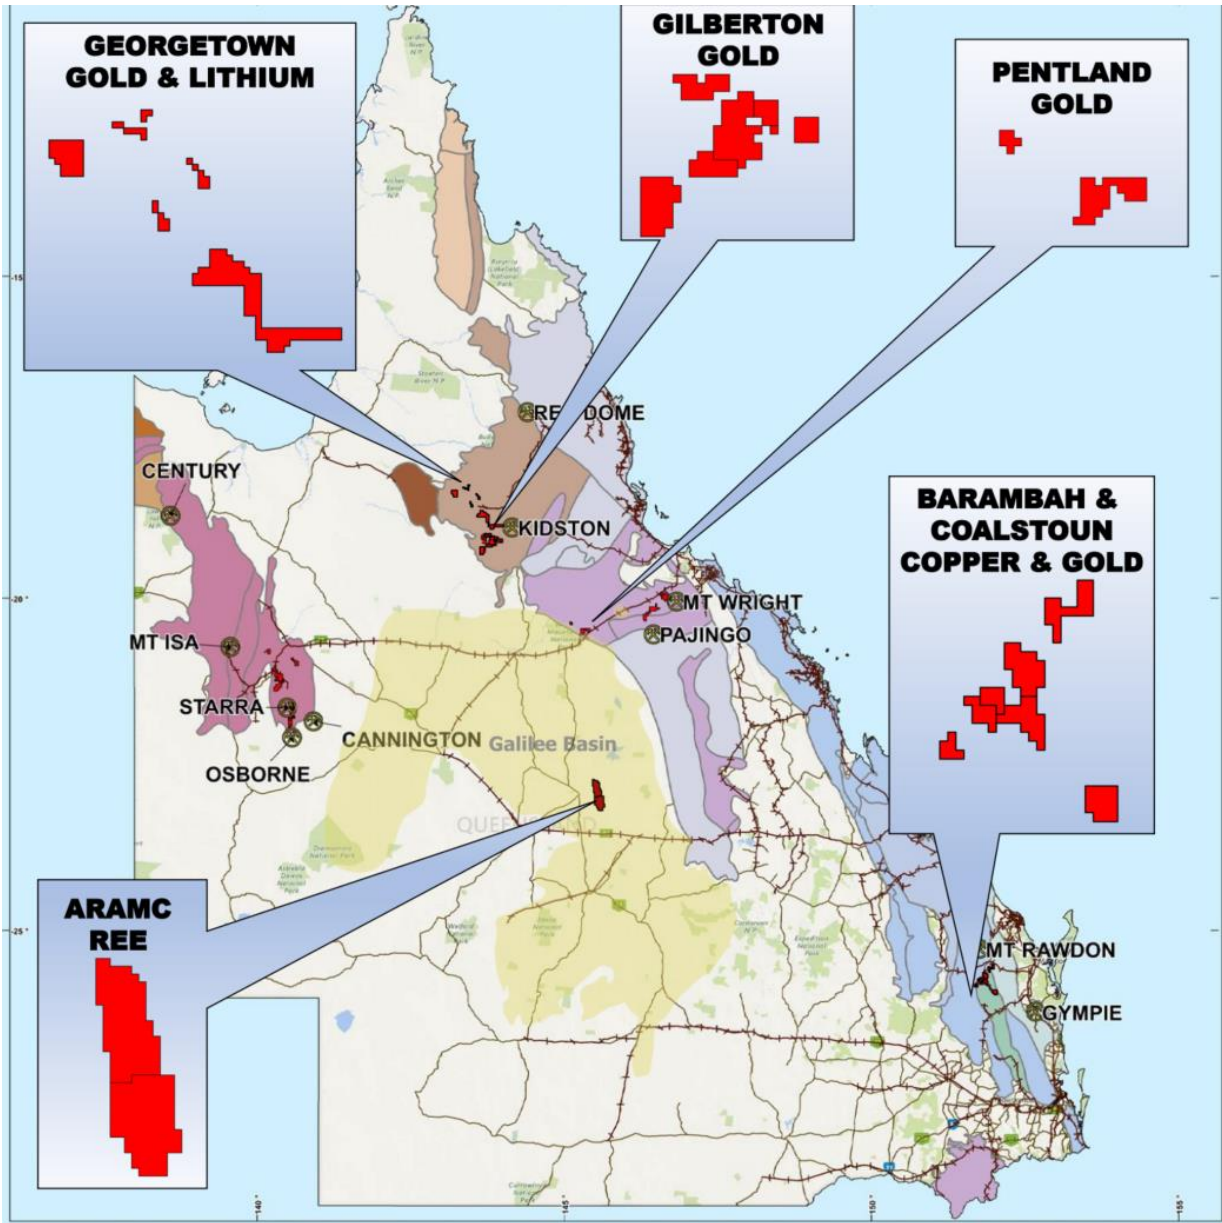 GEORGETOWN
GOLD & LITHIUM
GILBERTON
GOLD
PENTLAND
GOLD
-15
RED DOME
CENTURY
KIDSTON
BARAMBAH &
COALSTOUN
COPPER & GOLD
-20
MT WRIGHT
MT ISA
PAJINGO
STARRA
CANNINGTON
Galilee Basin
OSBORNE
ARAMC
REE
-25
MT RAWDON
GYMPIE
140°
145°
150°
155°